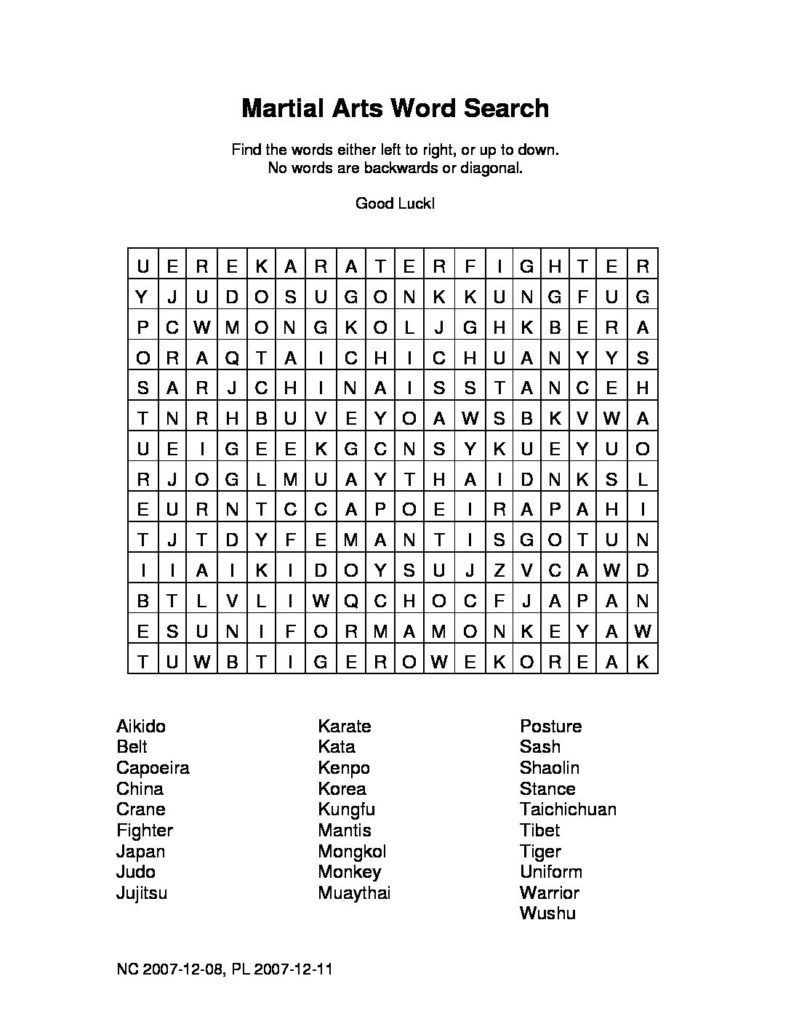 Martial Arts Word Search
Find the words either left to right, or up to down.
No words are backwards or diagonal.
Good Luck!
U E R E K A R A T E R F I G H T E R
Y J U D O S U G O N K K U N G F U G
P C W M O N G K O L J G H K B E R A
O R A Q T A I C H I C H U A N Y Y S
S A R J C H I N A I S S T A N C E H
T N R H B U V E Y O A W S B K V W A
U E I G E E K G C N S Y K U E Y U O
R J O G L M U A Y T H A I D N K S L
E U R N T C C A P O E I R A P A H I
T J T D Y F E M A N T I S G O T U N
I I A I K I D O Y S U J Z V C A W D
B T L V L I W Q C H O C F J A P A N
E S U N I F O R M A M O N K E Y A W
T U W B T I G E R O W E K O R E A K
Aikido Karate Posture
Belt Kata Sash
Capoeira Kenpo Shaolin
China Korea Stance
Crane Kungfu Taichichuan
Fighter Mantis Tibet
Japan Mongkol Tiger
Judo Monkey Uniform
Jujitsu Muaythai Warrior
Wushu
NC 2007-12-08, PL 2007-12-11